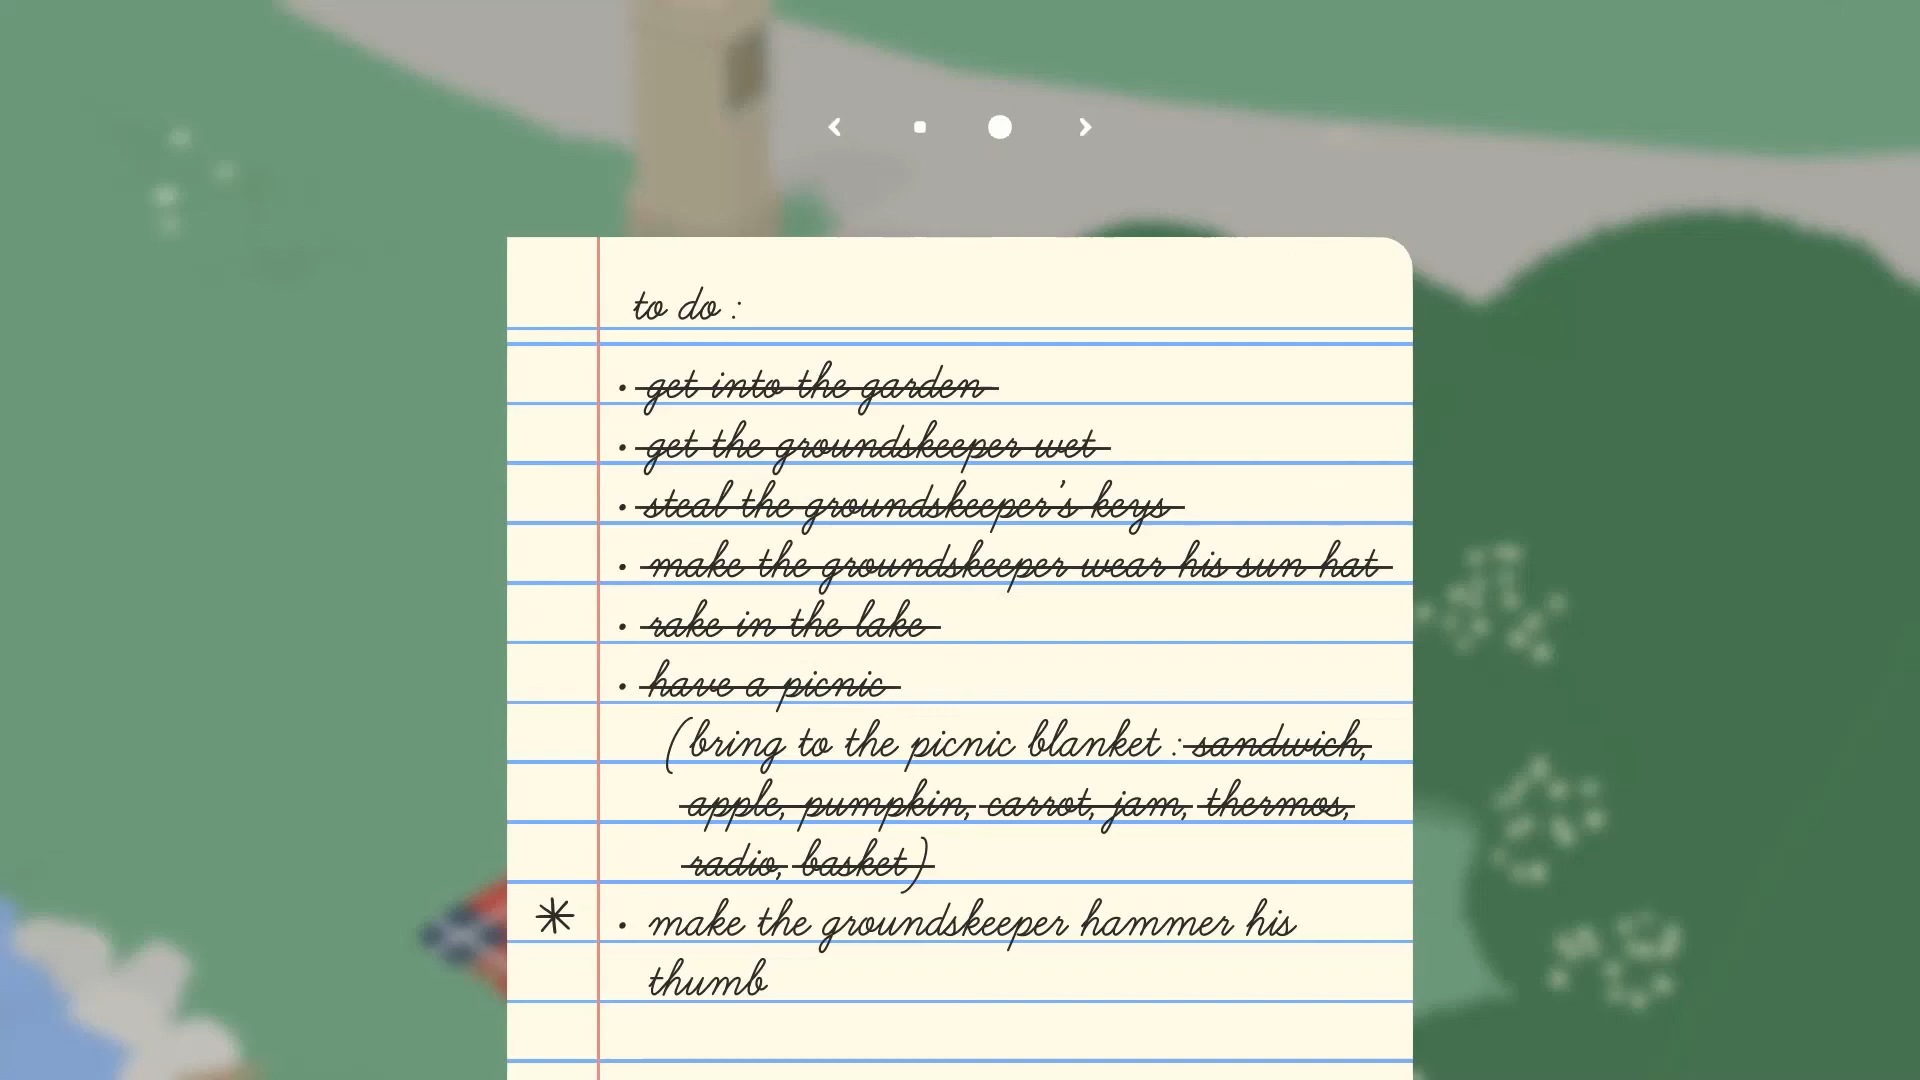 to do :
• get into the garden
• get the groundskeeper wet
• steal the groundskeeper's keys
• make the groundskeeper wear his sun hat
• rake in the lake
• have a picnic
(bring to the picnic blanket : sandwich,
apple, pumpkin, carrot, jam, thermos,
radio, basket)
* • make the groundskeeper hammer his
thumb